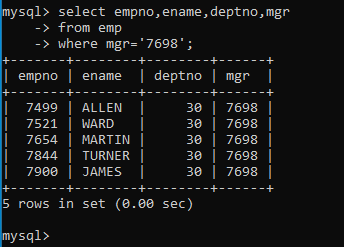 mysql> select empno,ename,deptno,mgr
    -> from emp
    -> where mgr='7698';
+-------+--------+--------+------+
| empno | ename  | deptno | mgr  |
+-------+--------+--------+------+
|  7499 | ALLEN  |     30 | 7698 |
|  7521 | WARD   |     30 | 7698 |
|  7654 | MARTIN |     30 | 7698 |
|  7844 | TURNER |     30 | 7698 |
|  7900 | JAMES  |     30 | 7698 |
+-------+--------+--------+------+
5 rows in set (0.00 sec)
mysql>